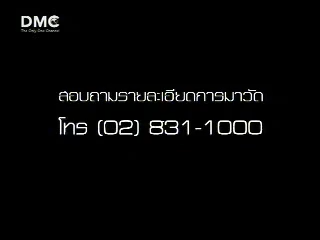 DMC
The Only One Channel
สอบถามรายละเอียดการมาวัด
โทร (02) 831-1000